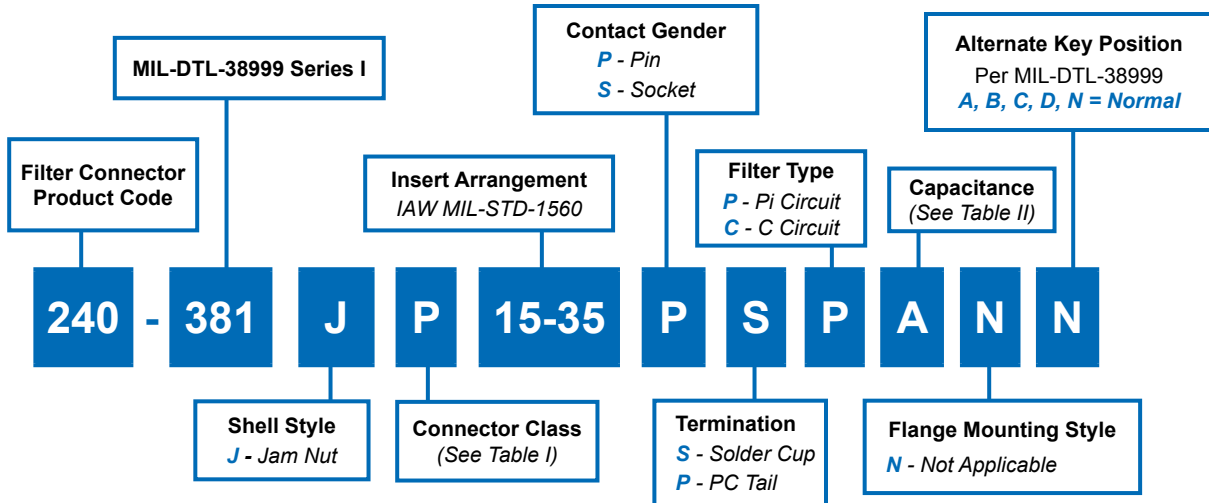 Contact Gender
P - Pin
S - Socket
Alternate Key Position
Per MIL-DTL-38999
A, B, C, D, N = Normal
MIL-DTL-38999 Series I
Filter Connector
Product Code
Insert Arrangement
IAW MIL-STD-1560
Filter Type
P - Pi Circuit
C - C Circuit
Capacitance
(See Table II)
240 - 381 J P 15-35 P S P A N N
Shell Style
J - Jam Nut
Connector Class
(See Table I)
Termination
S - Solder Cup
P - PC Tail
Flange Mounting Style
N - Not Applicable